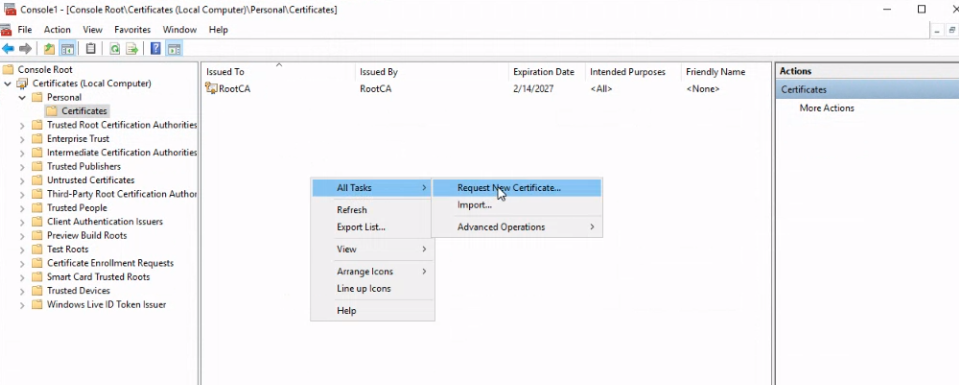 Console1 - [Console Root\Certificates (Local Computer)\Personal\Certificates]
File Action View Favorites Window Help
Console Root
Certificates (Local Computer)
Personal
Certificates
Trusted Root Certification Authorities
Enterprise Trust
Intermediate Certification Authorities
Trusted Publishers
Untrusted Certificates
Third-Party Root Certification Author
Trusted People
Client Authentication Issuers
Preview Build Roots
Test Roots
Certificate Enrollment Requests
Smart Card Trusted Roots
Trusted Devices
Windows Live ID Token Issuer
Issued To Issued By Expiration Date Intended Purposes Friendly Name
RootCA RootCA 2/14/2027 <All> <None>
All Tasks
Refresh
Export List...
View
Arrange Icons
Line up Icons
Help
Request New Certificate...
Import...
Advanced Operations
Actions
Certificates
More Actions